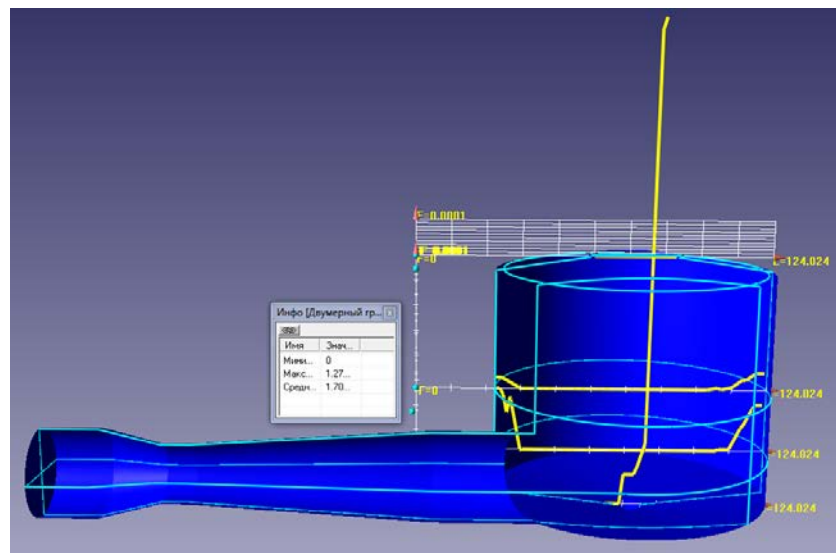 F=0.0001
F=0
L=124.024
Инфо [Двумерный гр...
Имя Знач...
Мини... 0
Макс... 1.27...
Средн... 1.70...
F=0
=124.024
=124.024
=124.024